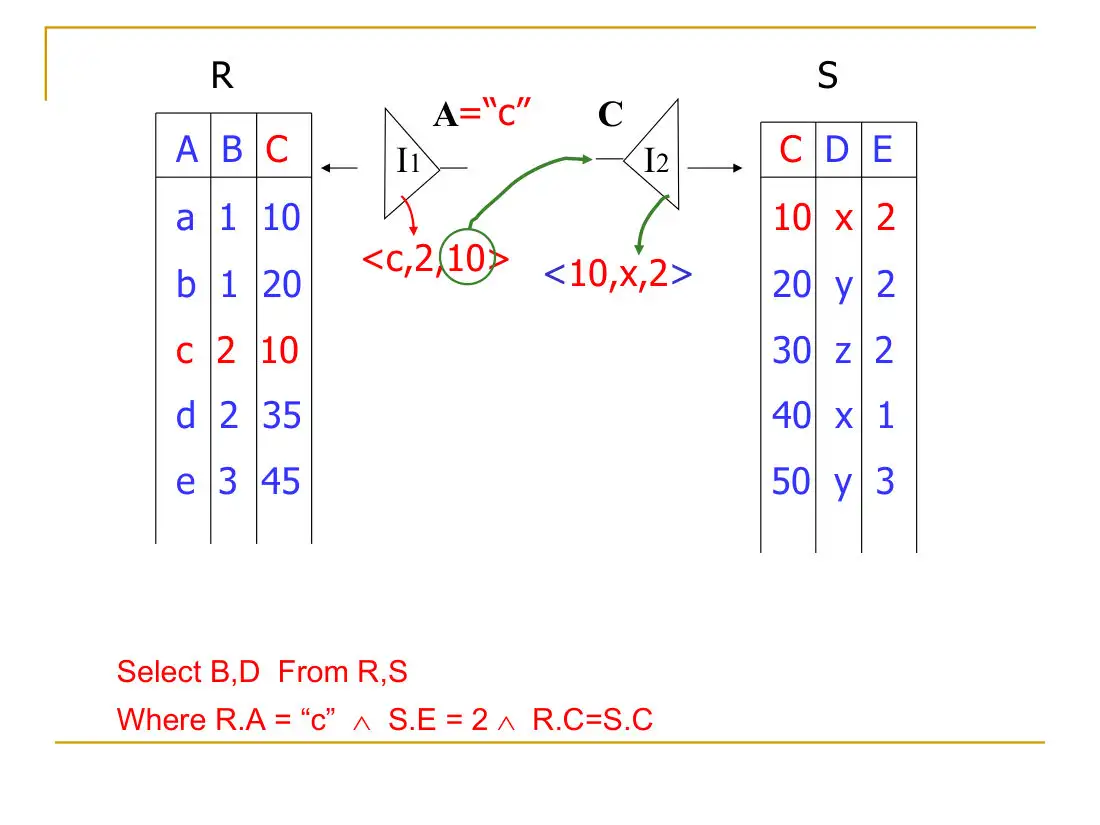 R
S
A=“c”
C
I1
I2
A B C
a 1 10
b 1 20
c 2 10
d 2 35
e 3 45
<c,2,10>
<10,x,2>
C D E
10 x 2
20 y 2
30 z 2
40 x 1
50 y 3
Select B,D From R,S
Where R.A = “c” ∧ S.E = 2 ∧ R.C=S.C